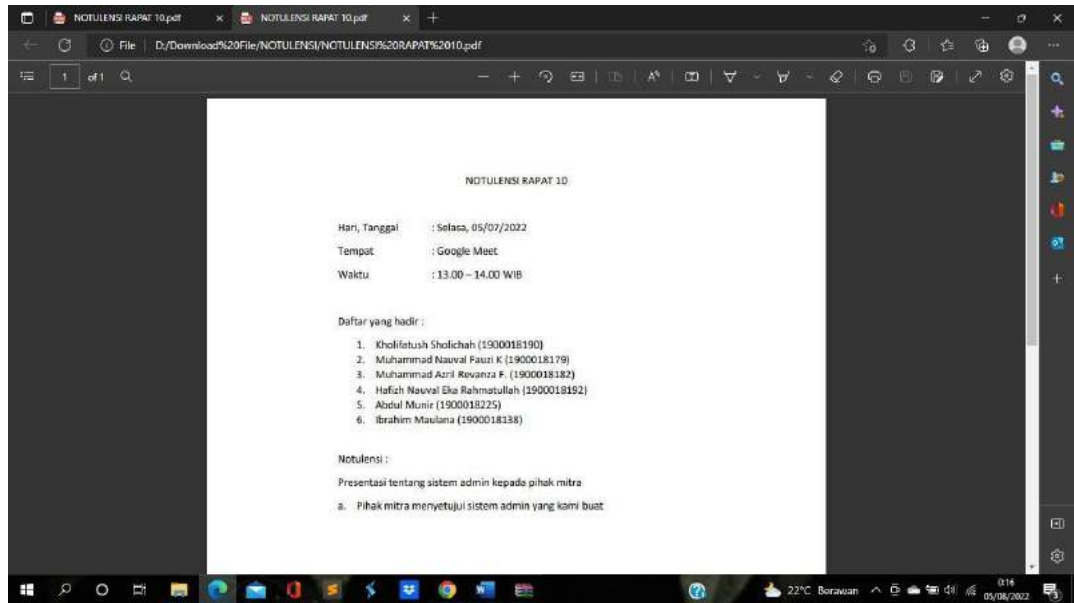 NOTULENSI RAPAT 10.pdf
NOTULENSI RAPAT 10.pdf
File D:/Download%20File/NOTULENSI/NOTULENSI%20RAPAT%2010.pdf
1 of 1
NOTULENSI RAPAT 10
Hari, Tanggal : Selasa, 05/07/2022
Tempat : Google Meet
Waktu : 13.00 – 14.00 WIB
Daftar yang hadir :
1. Kholifatush Sholichah (1900018190)
2. Muhammad Nauval Fauzi K (1900018179)
3. Muhammad Azril Revanza F. (1900018182)
4. Hafizh Nauval Eka Rahmatullah (1900018192)
5. Abdul Munir (1900018225)
6. Ibrahim Maulana (1900018138)
Notulensi :
Presentasi tentang sistem admin kepada pihak mitra
a. Pihak mitra menyetujui sistem admin yang kami buat
22°C Berawan
0:16
05/08/2022